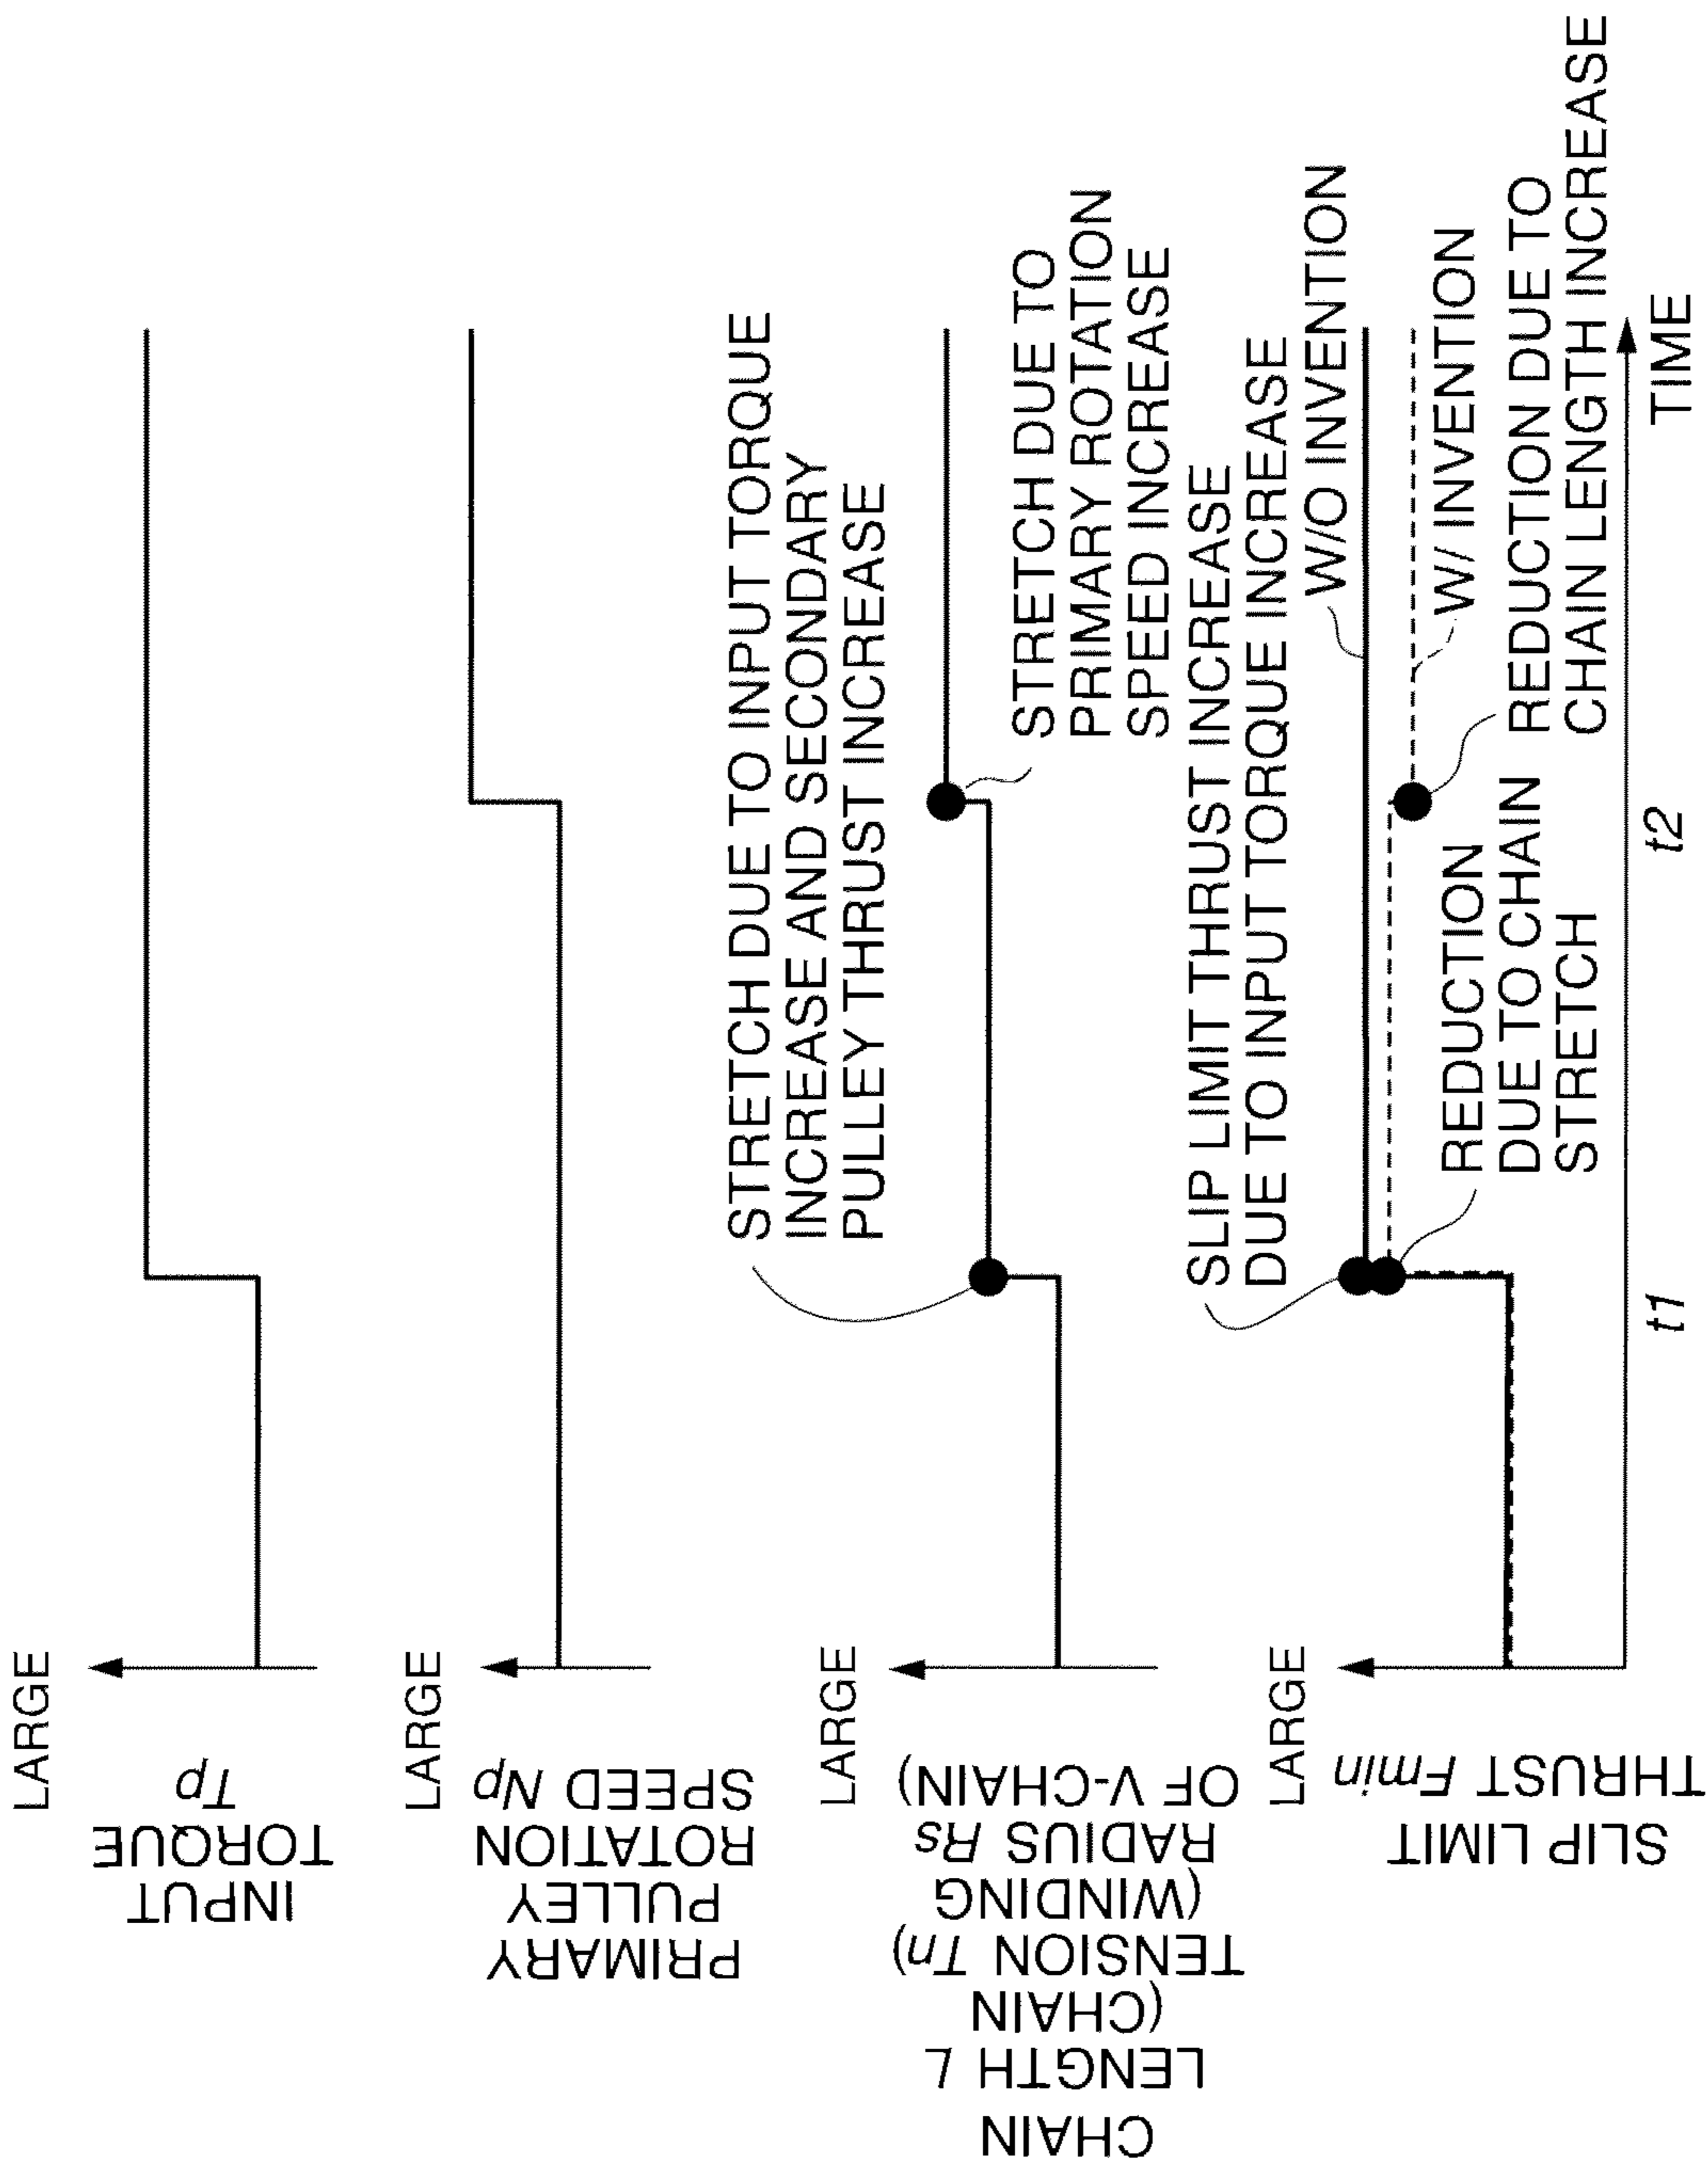 LARGE
INPUT
TORQUE
Tp
LARGE
PRIMARY
PULLEY
ROTATION
SPEED Np
STRETCH DUE TO INPUT TORQUE
INCREASE AND SECONDARY
PULLEY THRUST INCREASE
LARGE
CHAIN
LENGTH L
(CHAIN
TENSION Tn)
(WINDING
RADIUS Rs
OF V-CHAIN)
STRETCH DUE TO
PRIMARY ROTATION
SPEED INCREASE
SLIP LIMIT THRUST INCREASE
DUE TO INPUT TORQUE INCREASE
LARGE
SLIP LIMIT
THRUST Fmin
W/O INVENTION
W/ INVENTION
REDUCTION
DUE TO CHAIN
STRETCH
REDUCTION DUE TO
CHAIN LENGTH INCREASE
t1
t2
TIME